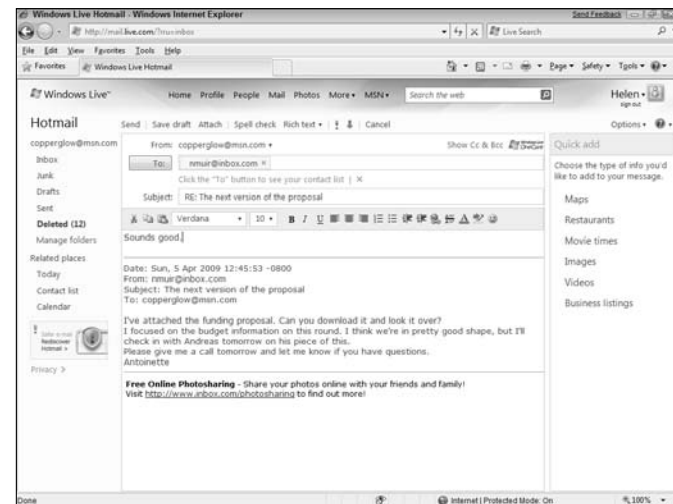 Windows Live Hotmail - Windows Internet Explorer
Send Feedback
http://mail.live.com/?rru=inbox
Live Search
File Edit View Favorites Tools Help
Favorites Windows Live Hotmail
Page Safety Tools
Windows Live™ Home Profile People Mail Photos More MSN Search the web Helen
sign out
Hotmail Send Save draft Attach Spell check Rich text Cancel Options
copperglow@msn.com
Inbox
Junk
Drafts
Sent
Deleted (12)
Manage folders
Related places
Today
Contact list
Calendar
Rediscover
Hotmail
Privacy
From: copperglow@msn.com Show Cc & Bcc
To: nmuir@inbox.com
Click the "To" button to see your contact list | ×
Subject: RE: The next version of the proposal
Verdana 10 B I U
Sounds good.
Date: Sun, 5 Apr 2009 12:45:53 -0800
From: nmuir@inbox.com
Subject: The next version of the proposal
To: copperglow@msn.com
I've attached the funding proposal. Can you download it and look it over?
I focused on the budget information on this round. I think we're in pretty good shape, but I'll
check in with Andreas tomorrow on his piece of this.
Please give me a call tomorrow and let me know if you have questions.
Antoinette
Free Online Photosharing - Share your photos online with your friends and family!
Visit http://www.inbox.com/photosharing to find out more!
Quick add
Choose the type of info you'd
like to add to your message.
Maps
Restaurants
Movie times
Images
Videos
Business listings
Done Internet | Protected Mode: On 100%